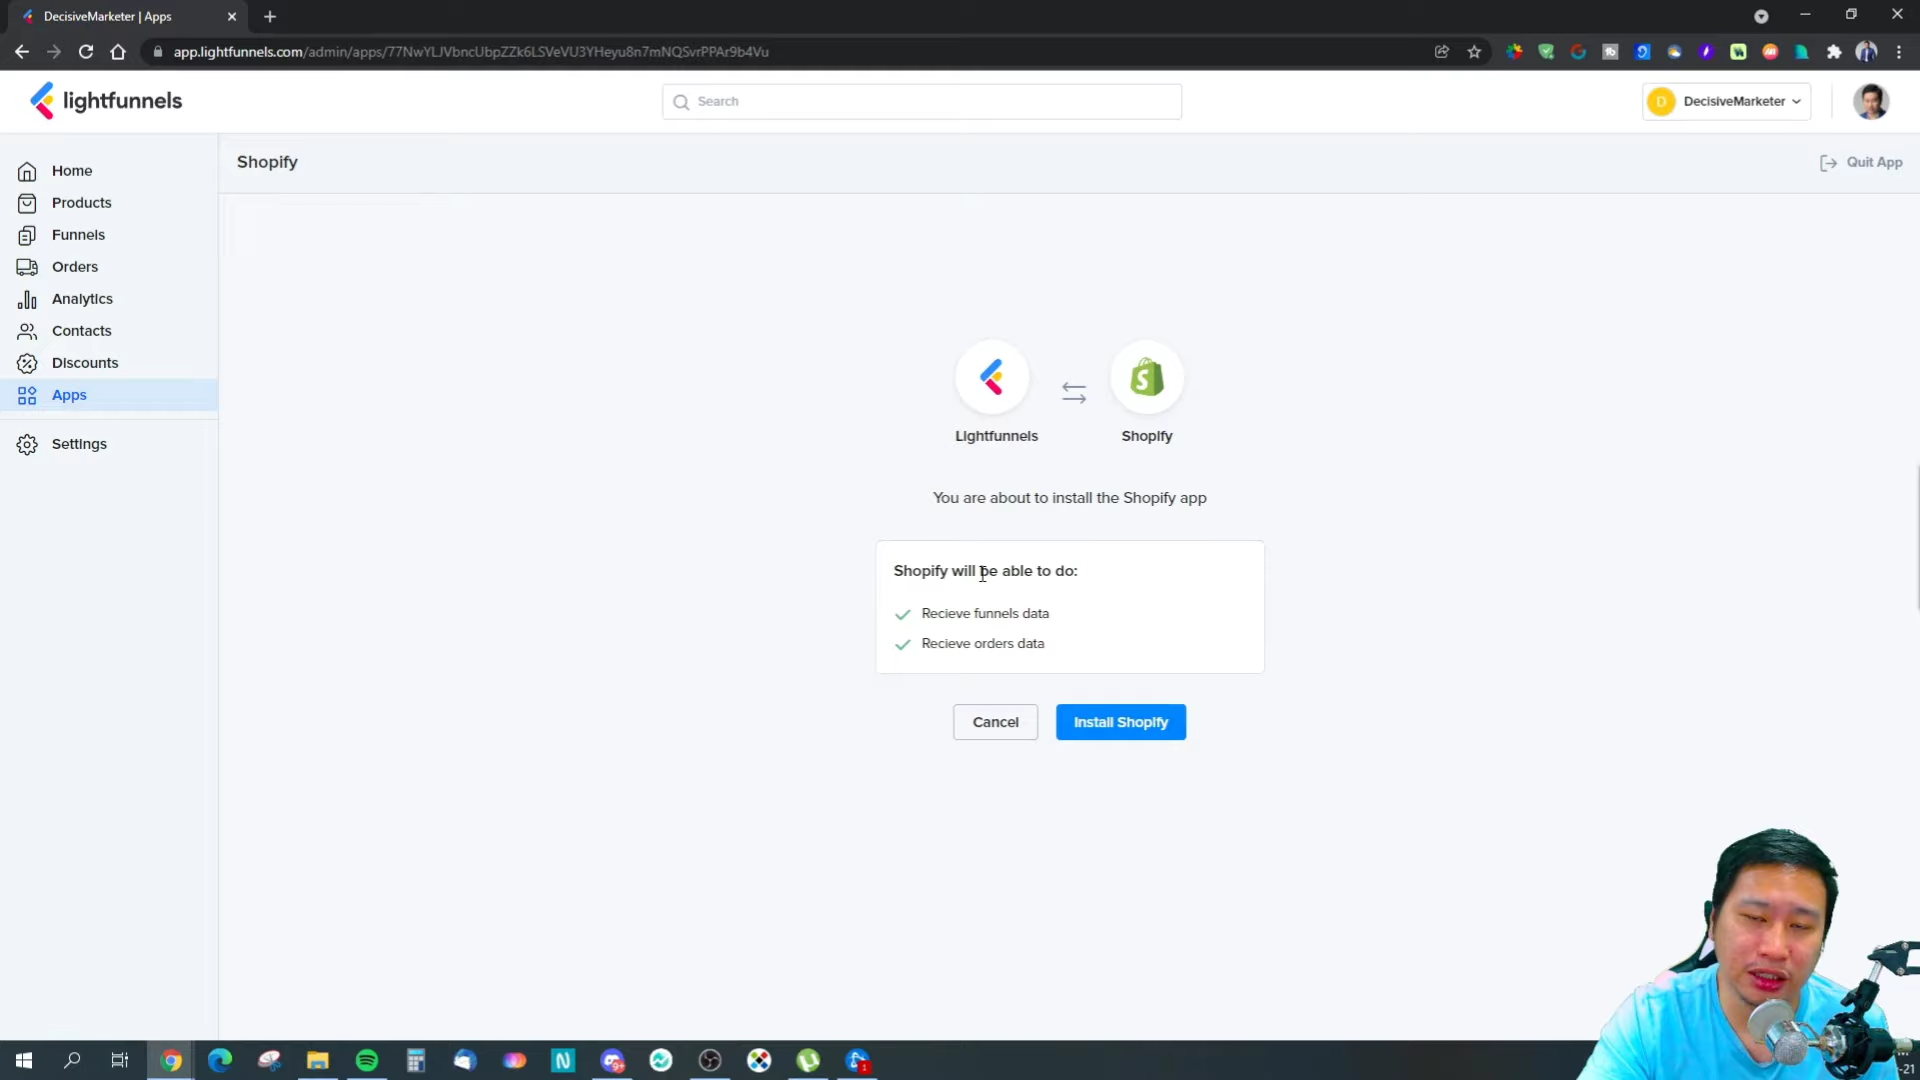 DecisiveMarketer | Apps
app.lightfunnels.com/admin/apps/77NwYLJVbncUbpZZk6LSVeVU3YHeyu8n7mNQSvrPPAr9b4Vu
lightfunnels
Search
D
DecisiveMarketer
Home
Products
Funnels
Orders
Analytics
Contacts
Discounts
Apps
Settings
Shopify
Quit App
Lightfunnels
Shopify
You are about to install the Shopify app
Shopify will be able to do:
Recieve funnels data
Recieve orders data
Cancel
Install Shopify